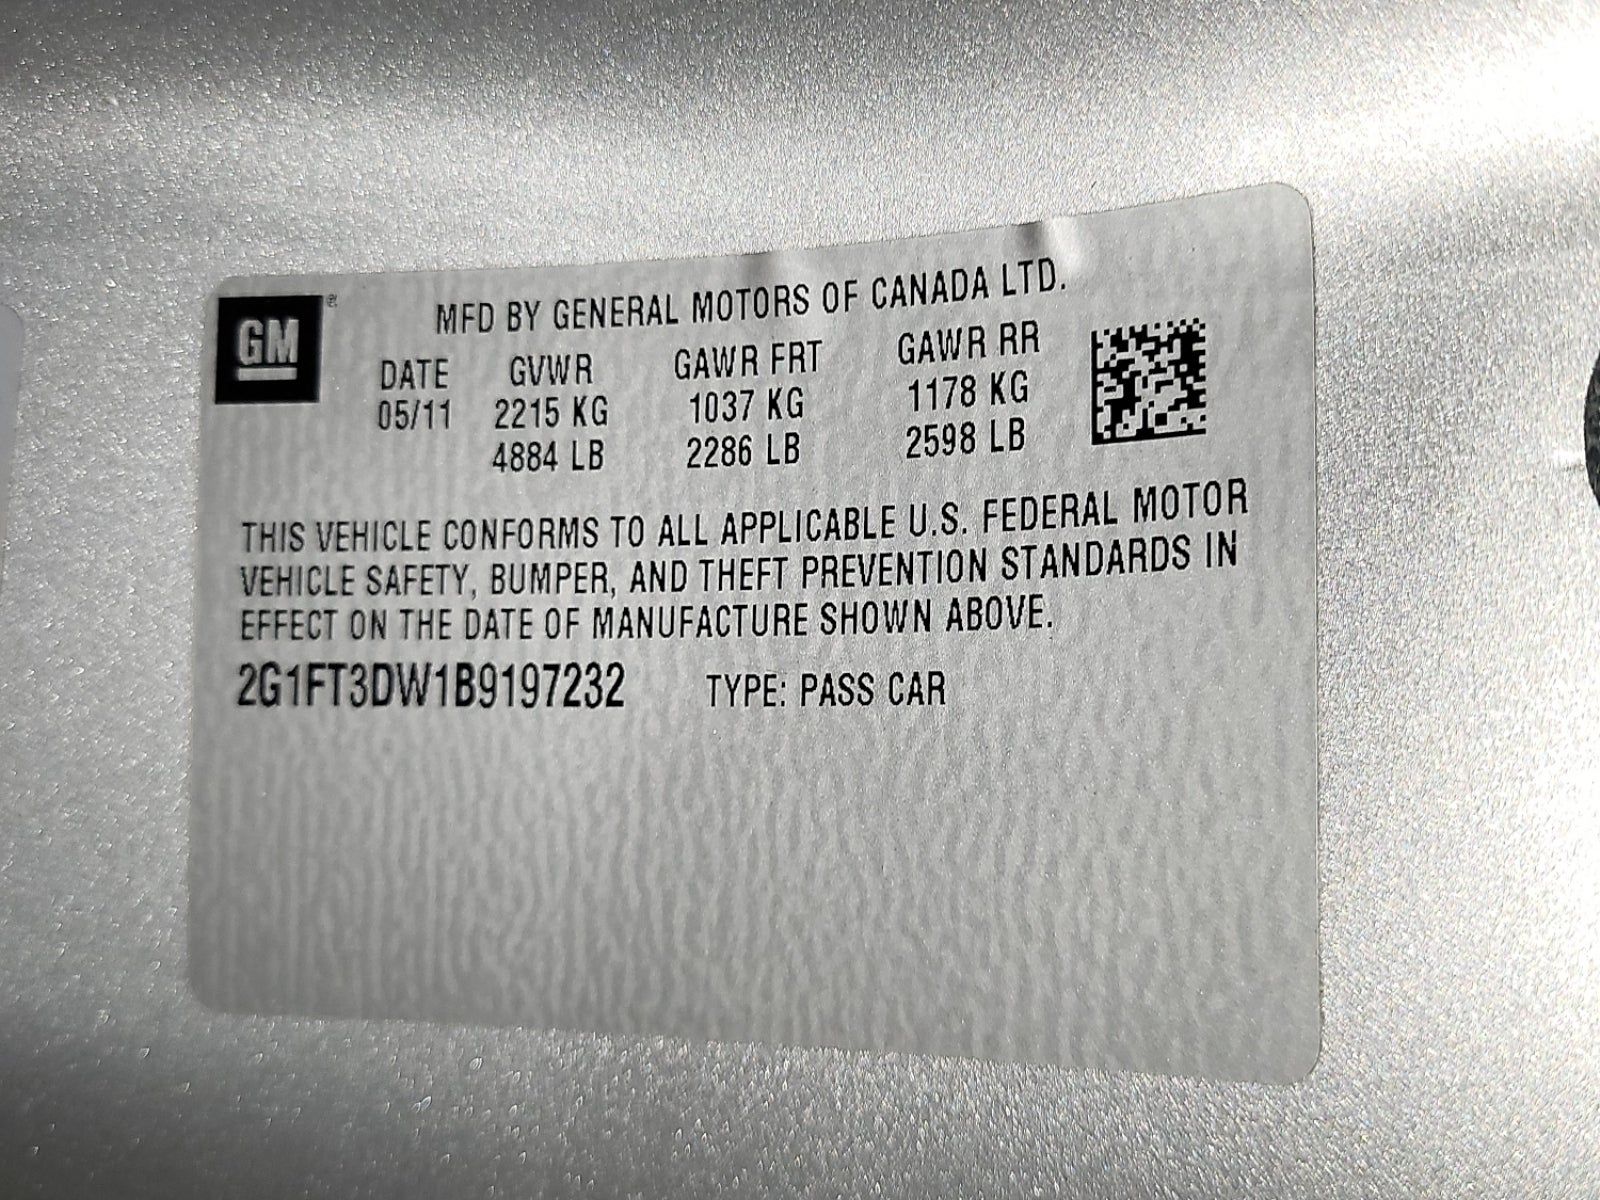 GM
MFD BY GENERAL MOTORS OF CANADA LTD.
DATE GVWR GAWR FRT GAWR RR
05/11 2215 KG 1037 KG 1178 KG
4884 LB 2286 LB 2598 LB
THIS VEHICLE CONFORMS TO ALL APPLICABLE U.S. FEDERAL MOTOR
VEHICLE SAFETY, BUMPER, AND THEFT PREVENTION STANDARDS IN
EFFECT ON THE DATE OF MANUFACTURE SHOWN ABOVE.
2G1FT3DW1B9197232 TYPE: PASS CAR